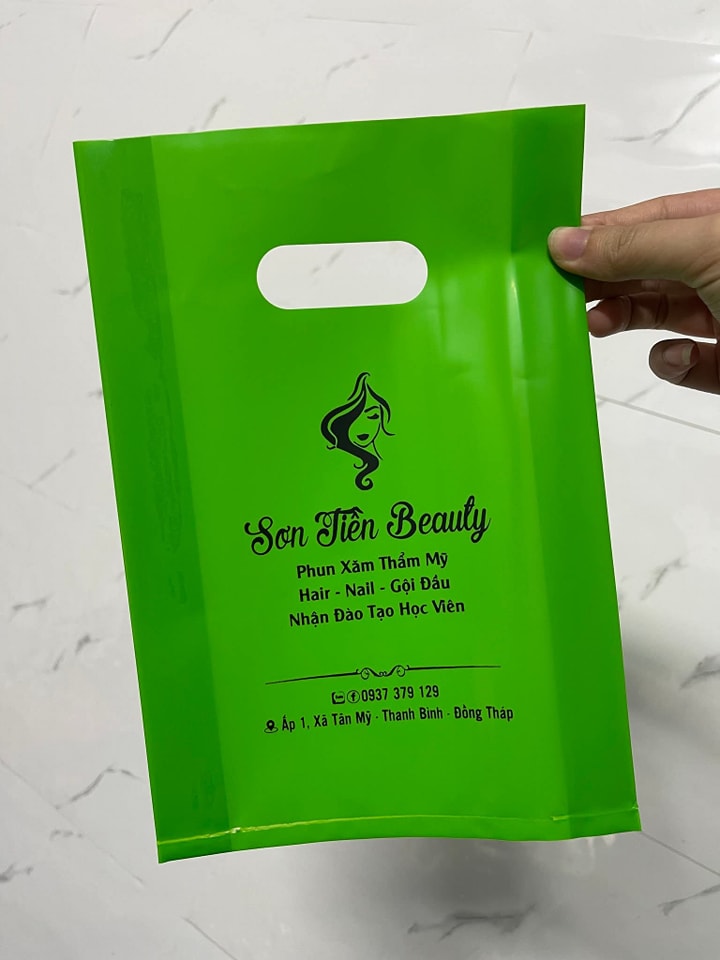 Sơn Tiên Beauty
Phun Xăm Thẩm Mỹ
Hair - Nail - Gội Đầu
Nhận Đào Tạo Học Viên
0937 379 129
Ấp 1, Xã Tân Mỹ - Thanh Bình - Đồng Tháp